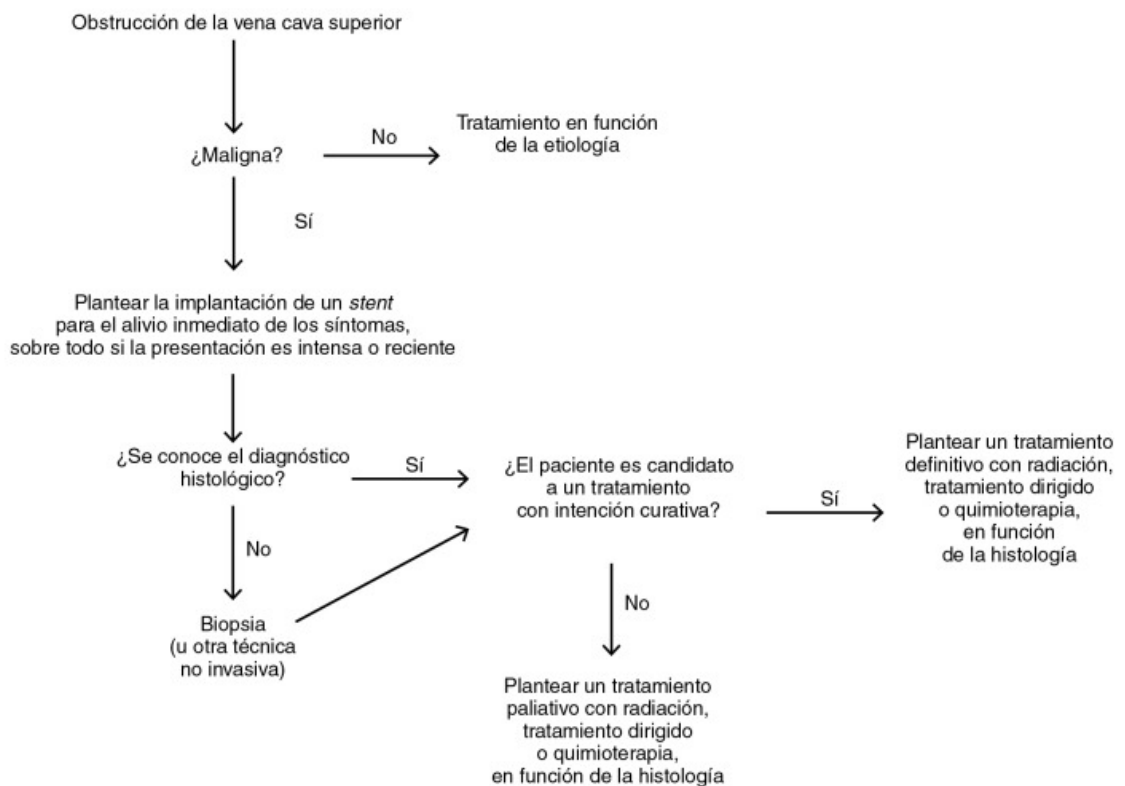 Obstrucción de la vena cava superior
¿Maligna?
No
Tratamiento en función
de la etiología
Sí
Plantear la implantación de un stent
para el alivio inmediato de los síntomas,
sobre todo si la presentación es intensa o reciente
¿Se conoce el diagnóstico
histológico?
Sí
¿El paciente es candidato
a un tratamiento
con intención curativa?
Sí
Plantear un tratamiento
definitivo con radiación,
tratamiento dirigido
o quimioterapia,
en función
de la histología
No
Biopsia
(u otra técnica
no invasiva)
No
Plantear un tratamiento
paliativo con radiación,
tratamiento dirigido
o quimioterapia,
en función de la histología